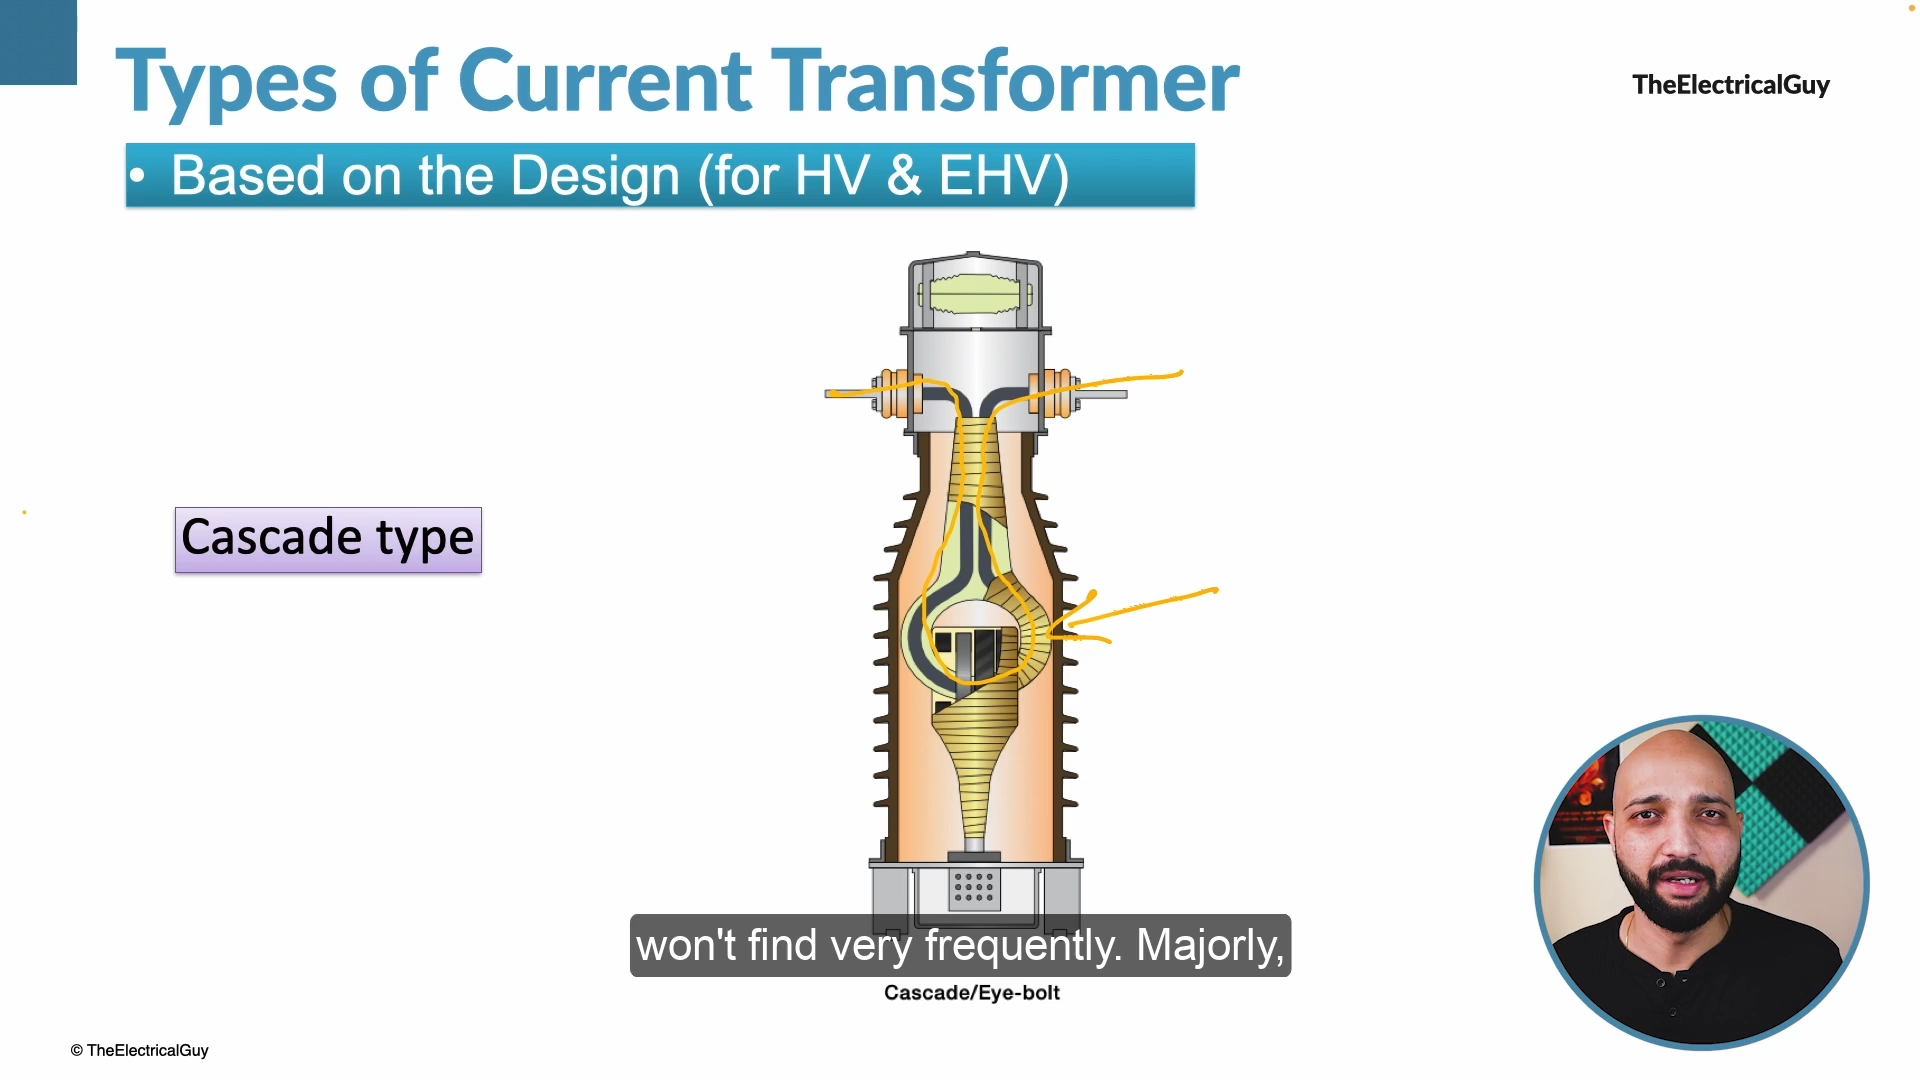 Types of Current Transformer
TheElectricalGuy
• Based on the Design (for HV & EHV)
Cascade type
won't find very frequently. Majorly,
Cascade/Eye-bolt
© TheElectricalGuy